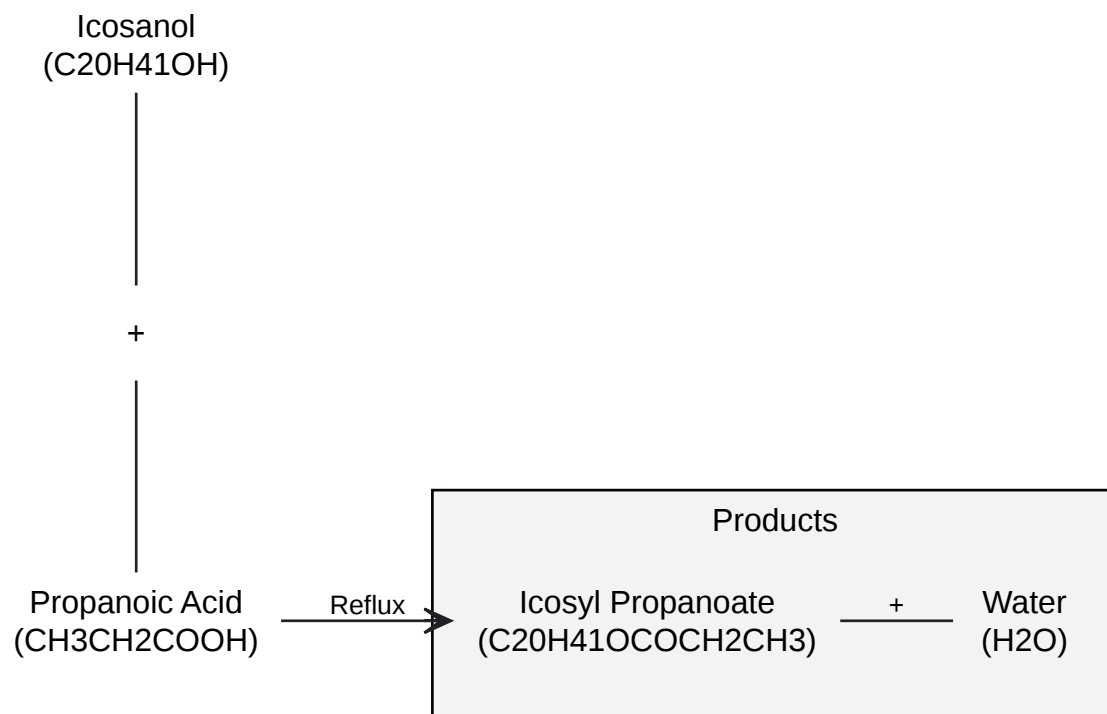 Icosanol
(C20H41OH)
+
Products
Propanoic Acid
(CH3CH2COOH)
Reflux
Icosyl Propanoate
(C20H41OCOCH2CH3)
+
Water
(H2O)